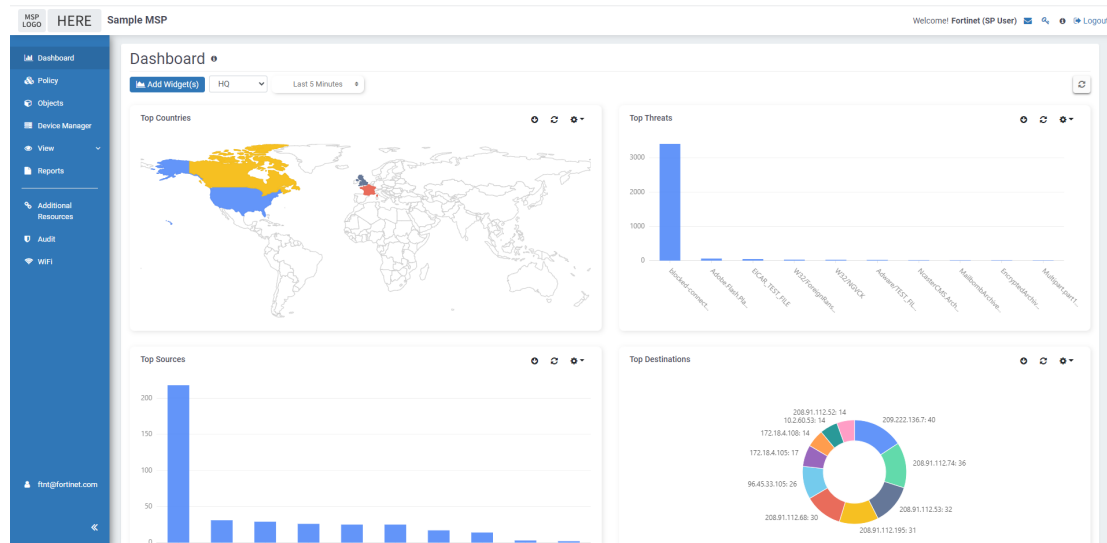 MSP LOGO HERE Sample MSP Welcome! Fortinet (SP User) Logout
Dashboard
Policy
Objects
Device Manager
View
Reports
Additional Resources
Audit
WiFi
ftnt@fortinet.com
Dashboard
Add Widget(s) HQ Last 5 Minutes
Top Countries
Top Threats
3000
2000
1000
0
blocked-connect...
Adobe.Flash.Pla...
EICAR_TEST_FILE
W32/ForeignRans...
W32/NGVCK
Adware/TEST_FIL...
NcasterCMS.Arch...
MailbombArchive...
EncryptedArchiv...
Multipart.part1...
Top Sources
200
150
100
50
0
Top Destinations
208.91.112.52: 14
10.2.60.53: 14
172.18.4.108: 14
172.18.4.105: 17
96.45.33.105: 26
208.91.112.68: 30
209.222.136.7: 40
208.91.112.74: 36
208.91.112.53: 32
208.91.112.195: 31